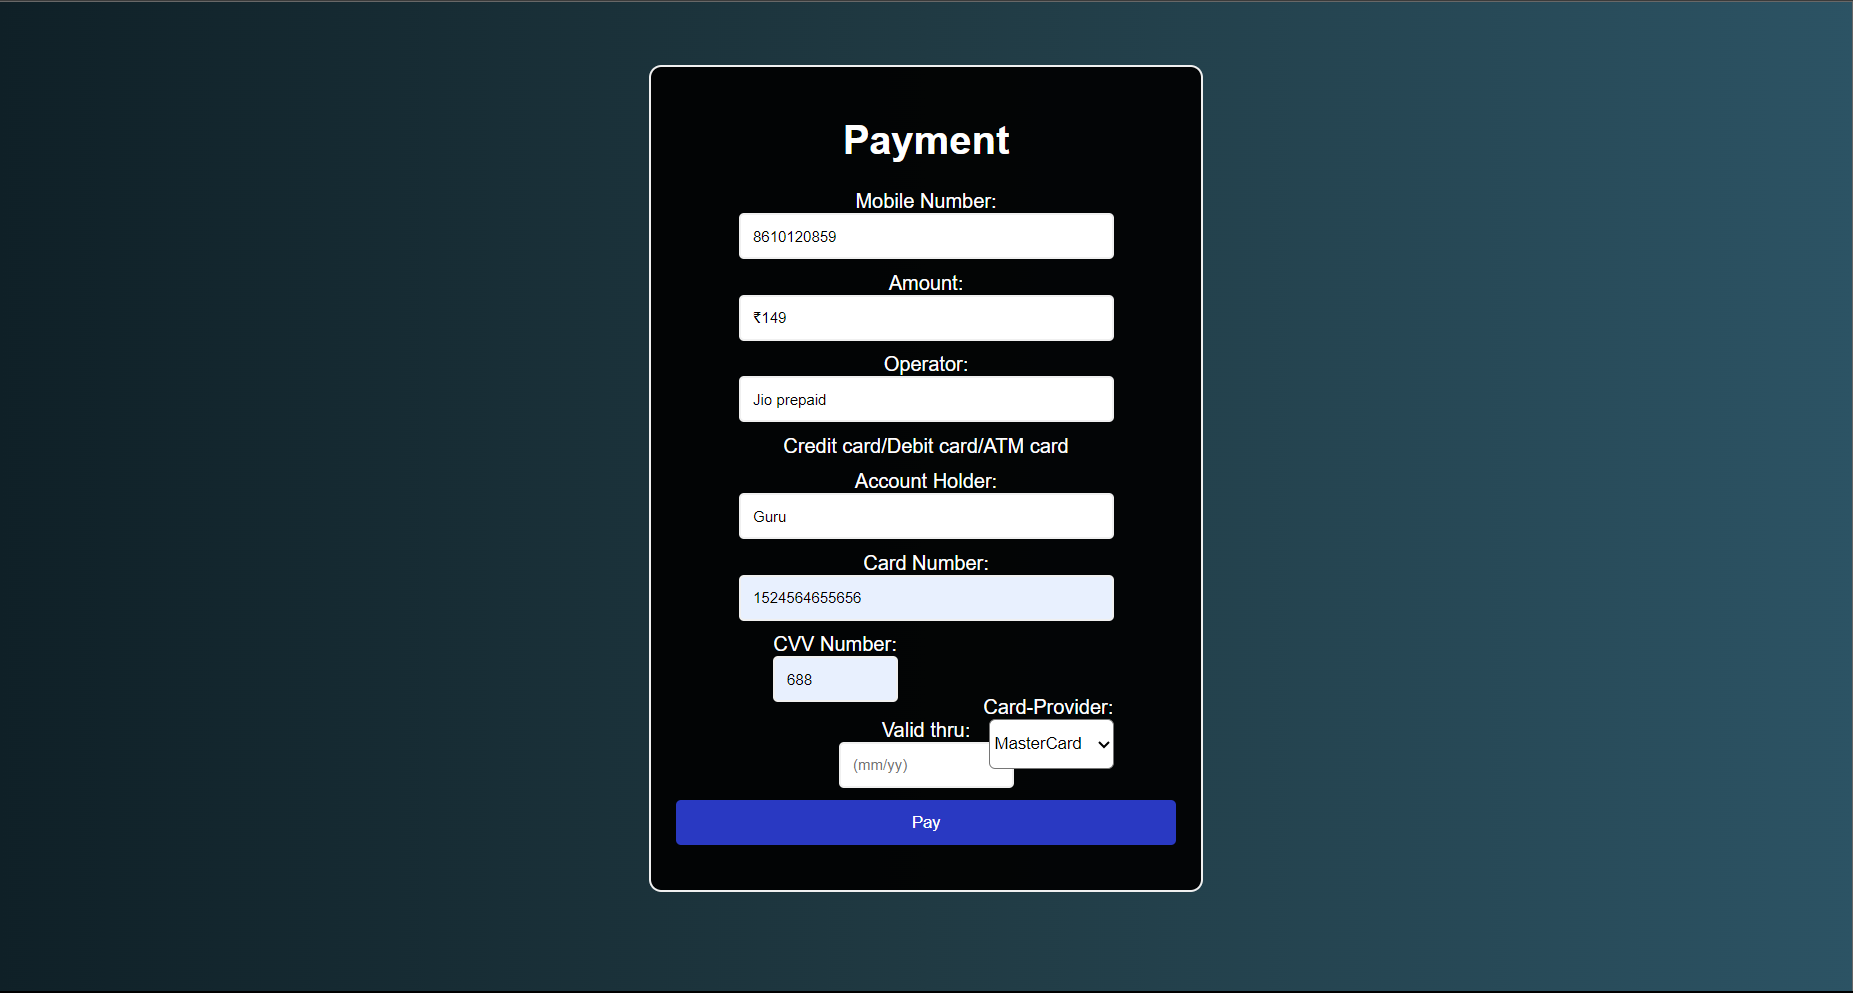 Payment
Mobile Number:
8610120859
Amount:
₹149
Operator:
Jio prepaid
Credit card/Debit card/ATM card
Account Holder:
Guru
Card Number:
1524564655656
CVV Number:
688
Card-Provider:
MasterCard
Valid thru:
(mm/yy)
Pay